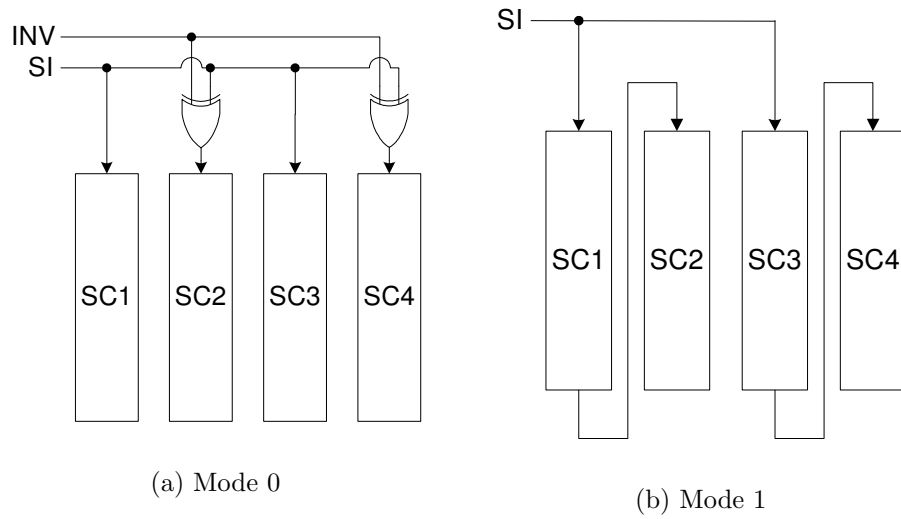 INV
SI
SC1
SC2
SC3
SC4
(a) Mode 0
SI
SC1
SC2
SC3
SC4
(b) Mode 1